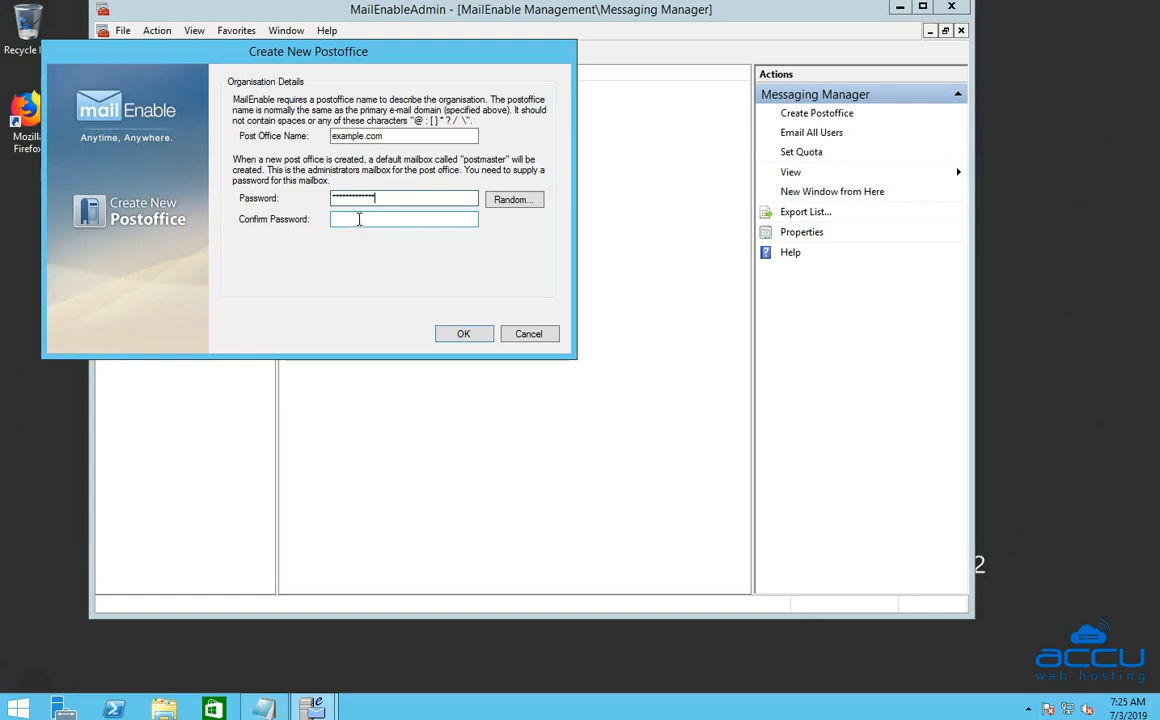 MailEnableAdmin - [MailEnable Management\Messaging Manager]
File Action View Favorites Window Help
Recycle
Mozill
Firefo
Create New Postoffice
mail Enable
Anytime, Anywhere.
Create New
Postoffice
Organisation Details
MailEnable requires a postoffice name to describe the organisation. The postoffice
name is normally the same as the primary e-mail domain (specified above). It should
not contain spaces or any of these characters "@ : [ ] * ? / \".
Post Office Name: example.com
When a new post office is created, a default mailbox called "postmaster" will be
created. This is the administrators mailbox for the post office. You need to supply a
password for this mailbox.
Password: Random...
Confirm Password:
OK Cancel
Actions
Messaging Manager
Create Postoffice
Email All Users
Set Quota
View
New Window from Here
Export List...
Properties
Help
2
accu
web hosting
7:25 AM
7/3/2019